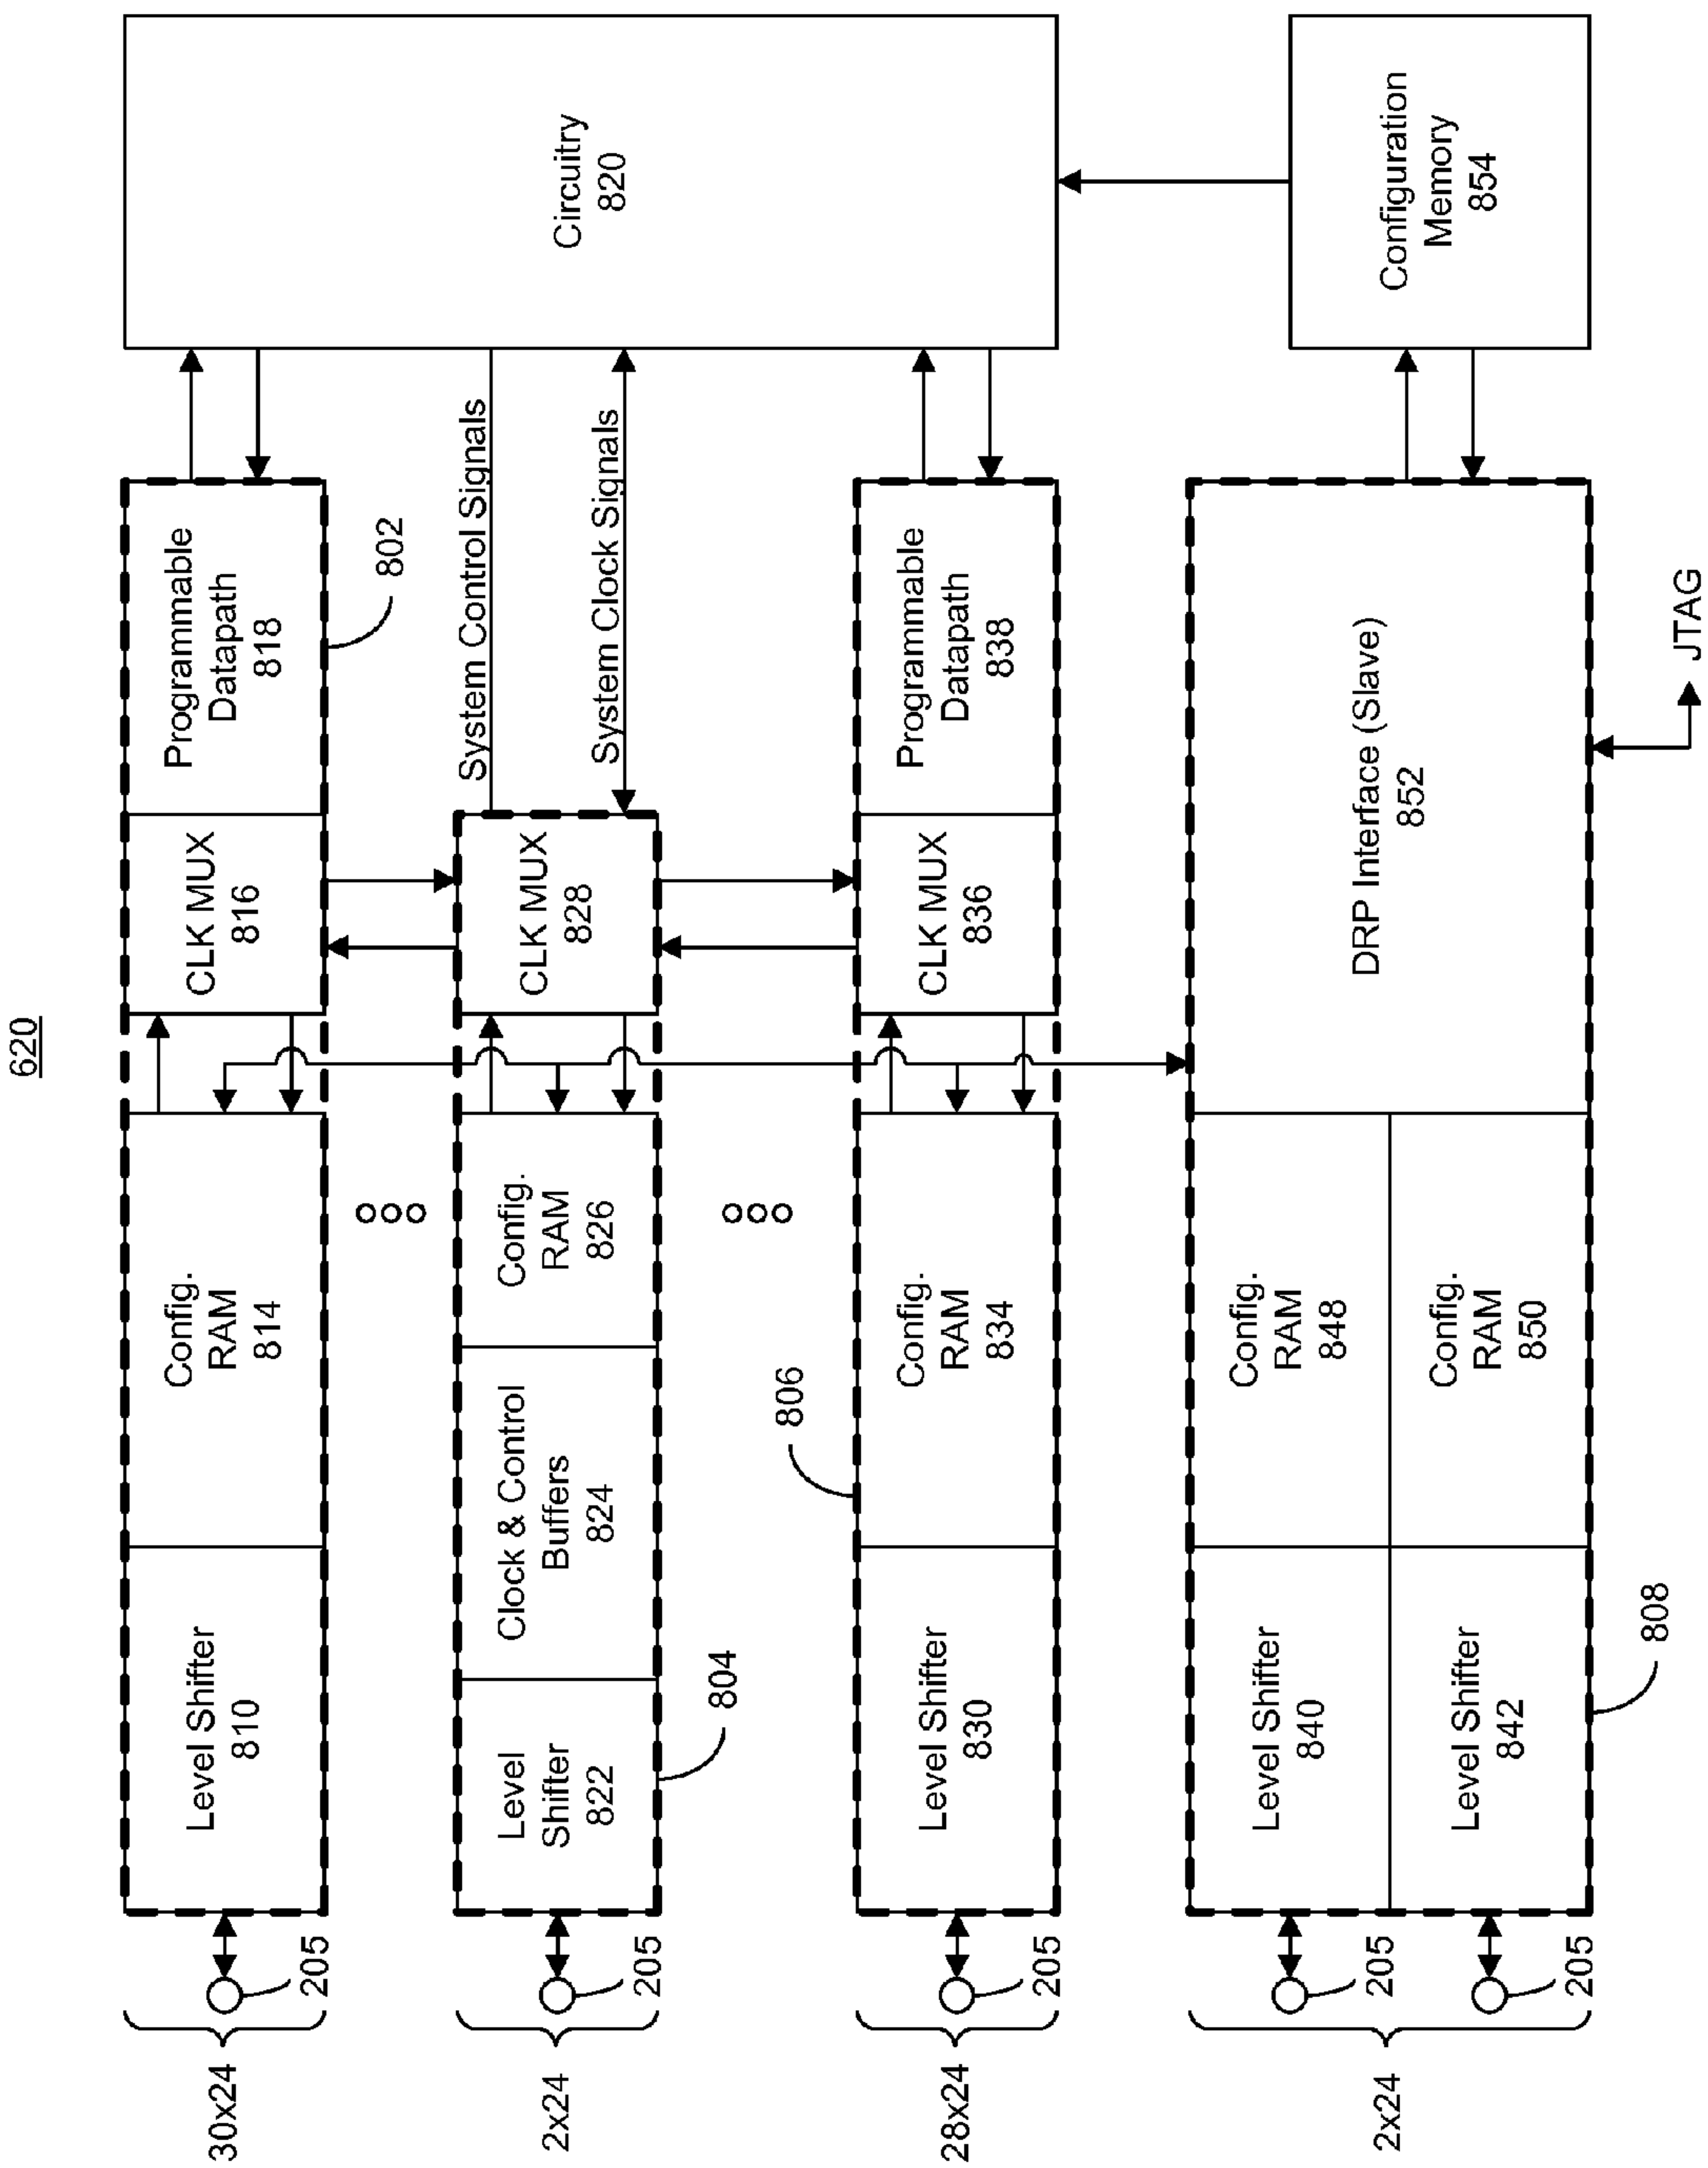 620
30x24
205
Level Shifter
810
Config.
RAM
814
CLK MUX
816
Programmable
Datapath
818
802
2x24
205
Level
Shifter
822
804
Clock & Control
Buffers
824
Config.
RAM
826
CLK MUX
828
System Control Signals
System Clock Signals
Circuitry
820
28x24
205
Level Shifter
830
806
Config.
RAM
834
CLK MUX
836
Programmable
Datapath
838
2x24
205
205
Level Shifter
840
Level Shifter
842
808
Config.
RAM
848
Config.
RAM
850
DRP Interface (Slave)
852
JTAG
Configuration
Memory
854